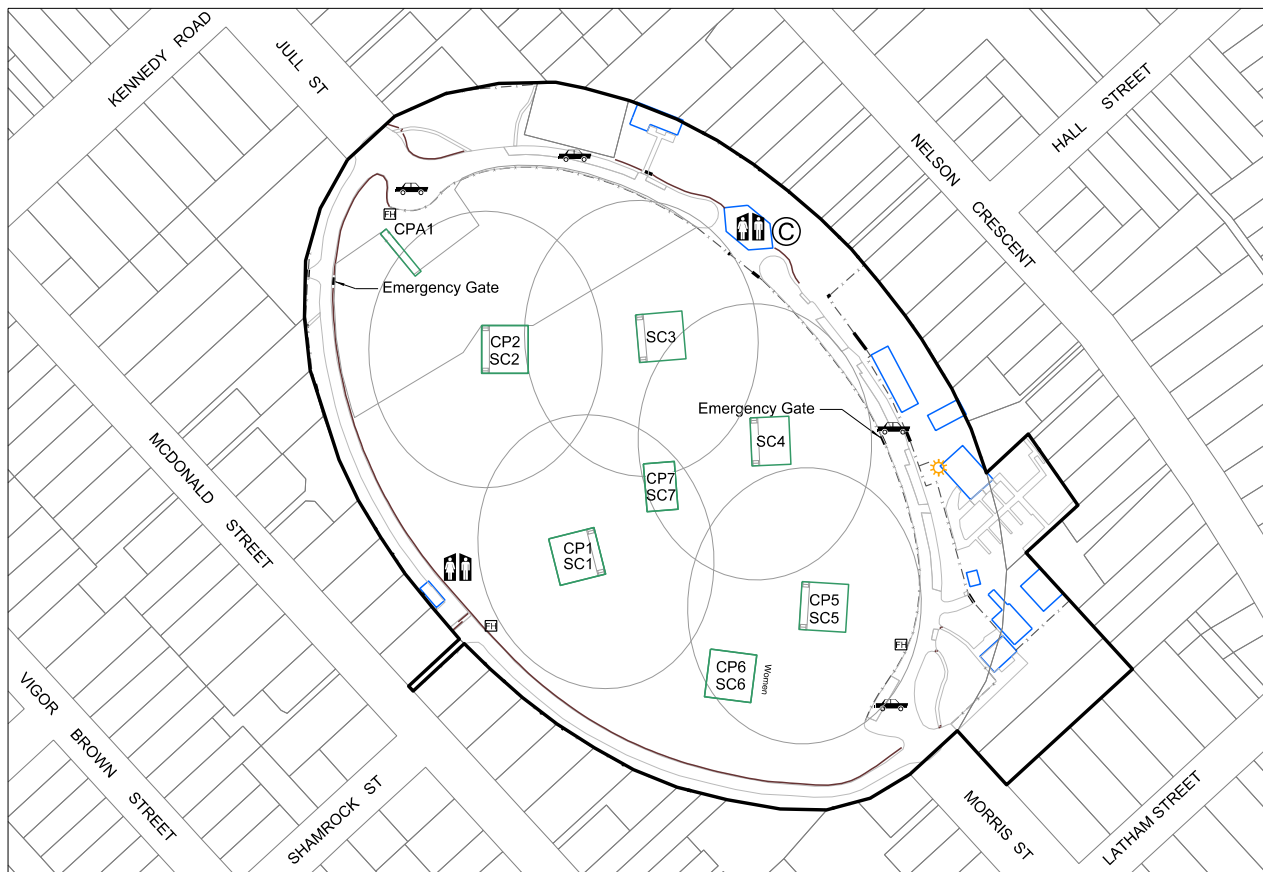 KENNEDY ROAD
JULL ST
HALL STREET
NELSON CRESCENT
FH
CPA1
C
Emergency Gate
CP2
SC2
SC3
Emergency Gate
SC4
MCDONALD STREET
CP7
SC7
CP1
SC1
CP5
SC5
FH
FH
CP6
SC6
Women
VIGOR BROWN STREET
SHAMROCK ST
MORRIS ST
LATHAM STREET